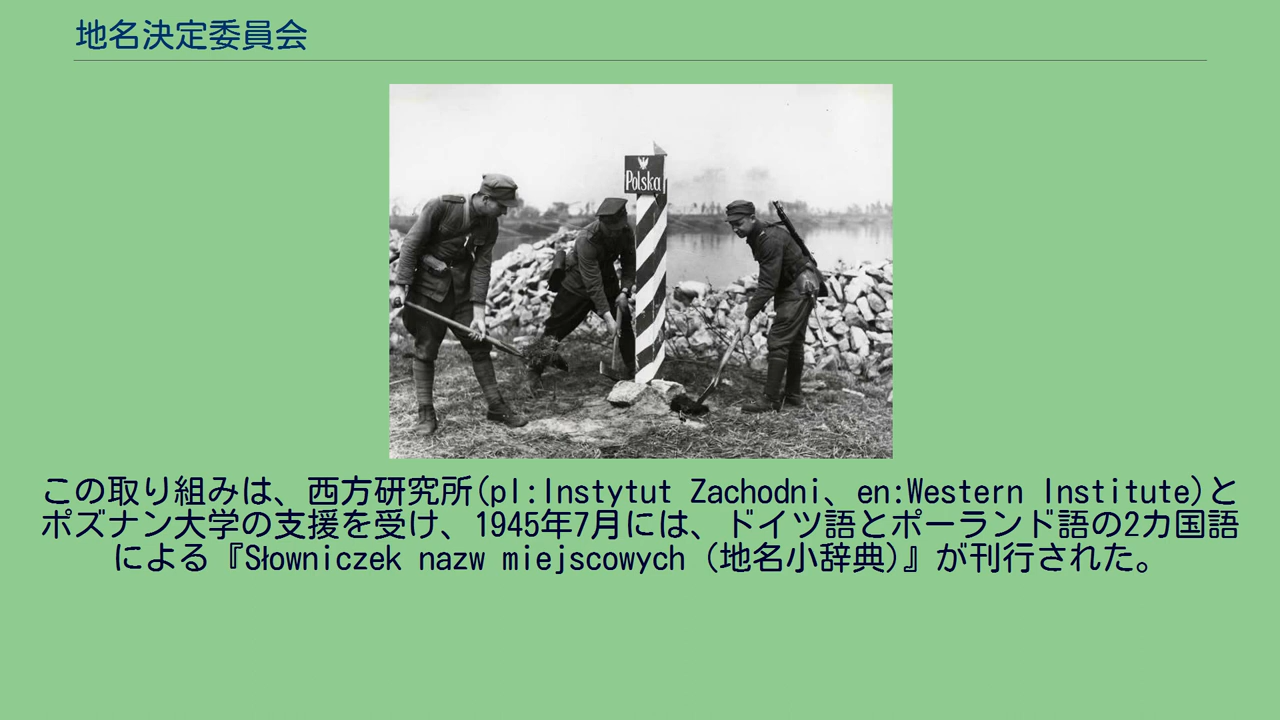 地名決定委員会
Polska
この取り組みは、西方研究所(pl:Instytut Zachodni、en:Western Institute)と
ポズナン大学の支援を受け、1945年7月には、ドイツ語とポーランド語の2カ国語
による『Słowniczek nazw miejscowych (地名小辞典)』が刊行された。